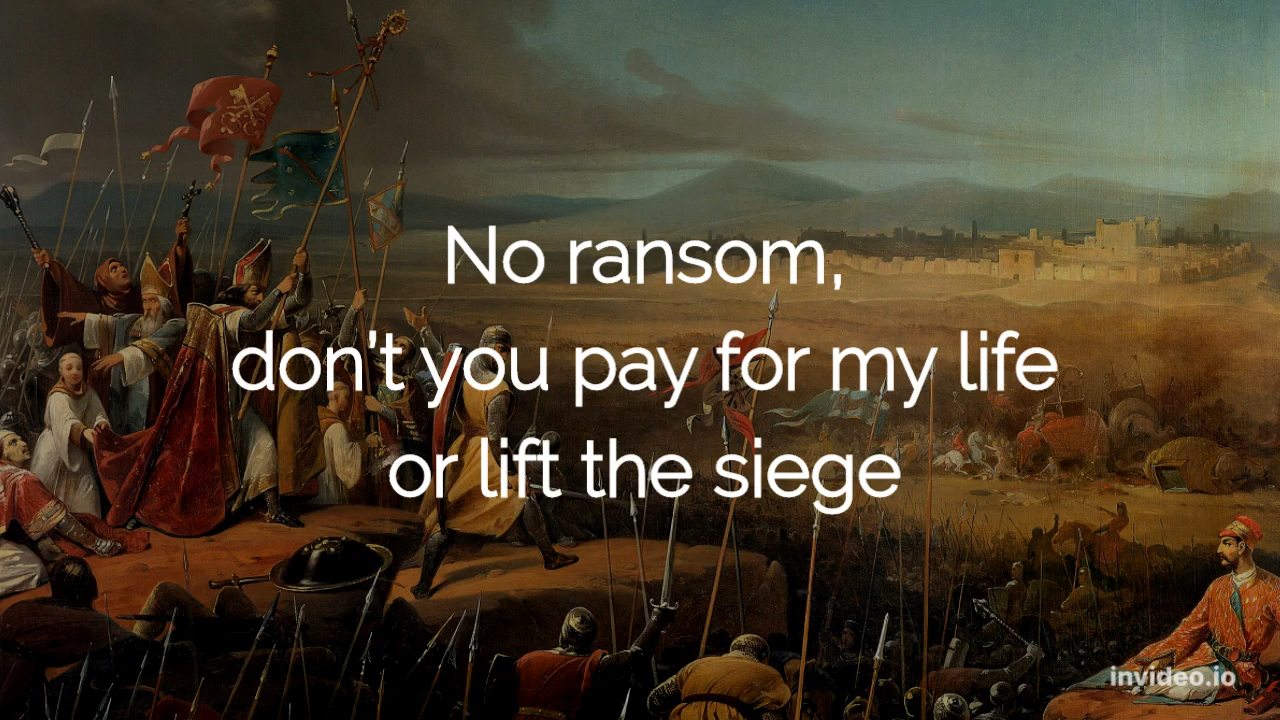 No ransom,
don't you pay for my life
or lift the siege
invideo.io